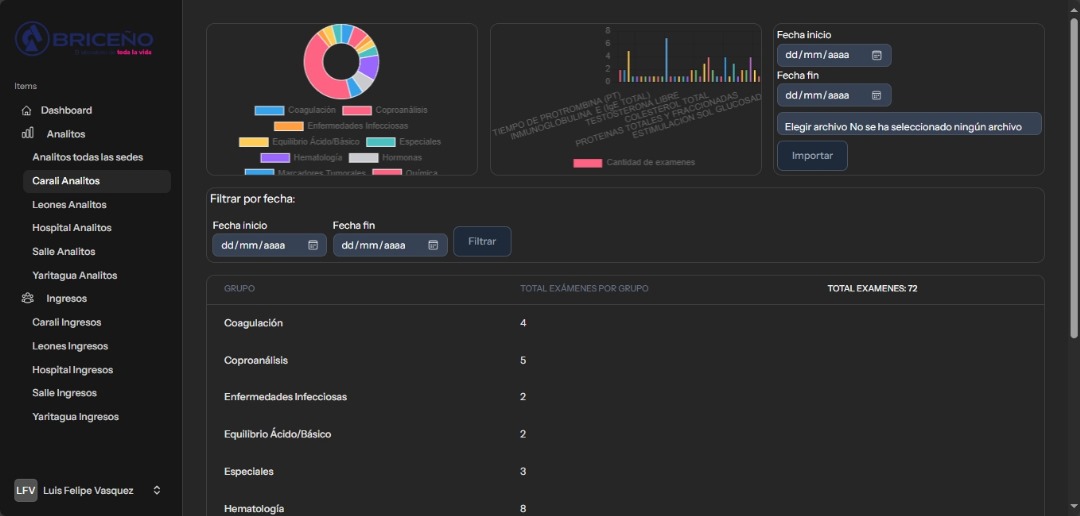 BRICEÑO
toda la vida
Items
Dashboard
Analitos
Analitos todas las sedes
Carali Analitos
Leones Analitos
Hospital Analitos
Salle Analitos
Yaritagua Analitos
Ingresos
Carali Ingresos
Leones Ingresos
Hospital Ingresos
Salle Ingresos
Yaritagua Ingresos
LFV Luis Felipe Vasquez
Coagulación Coproanálisis
Enfermedades Infecciosas
Equilibrio Ácido/Básico Especiales
Hematología Hormonas
Marcadores Tumorales Química
8
6
4
2
0
TIEMPO DE PROTROMBINA (PT)
INMUNOGLOBULINA E (IgE TOTAL)
TESTOSTERONA LIBRE
COLESTEROL TOTAL
PROTEINAS TOTALES Y FRACCIONADAS
ESTIMULACION SOL GLUCOSAD
Cantidad de examenes
Fecha inicio
dd/mm/aaaa
Fecha fin
dd/mm/aaaa
Elegir archivo No se ha seleccionado ningún archivo
Importar
Filtrar por fecha:
Fecha inicio Fecha fin
dd/mm/aaaa dd/mm/aaaa Filtrar
GRUPO TOTAL EXÁMENES POR GRUPO TOTAL EXAMENES: 72
Coagulación 4
Coproanálisis 5
Enfermedades Infecciosas 2
Equilibrio Ácido/Básico 2
Especiales 3
Hematología 8